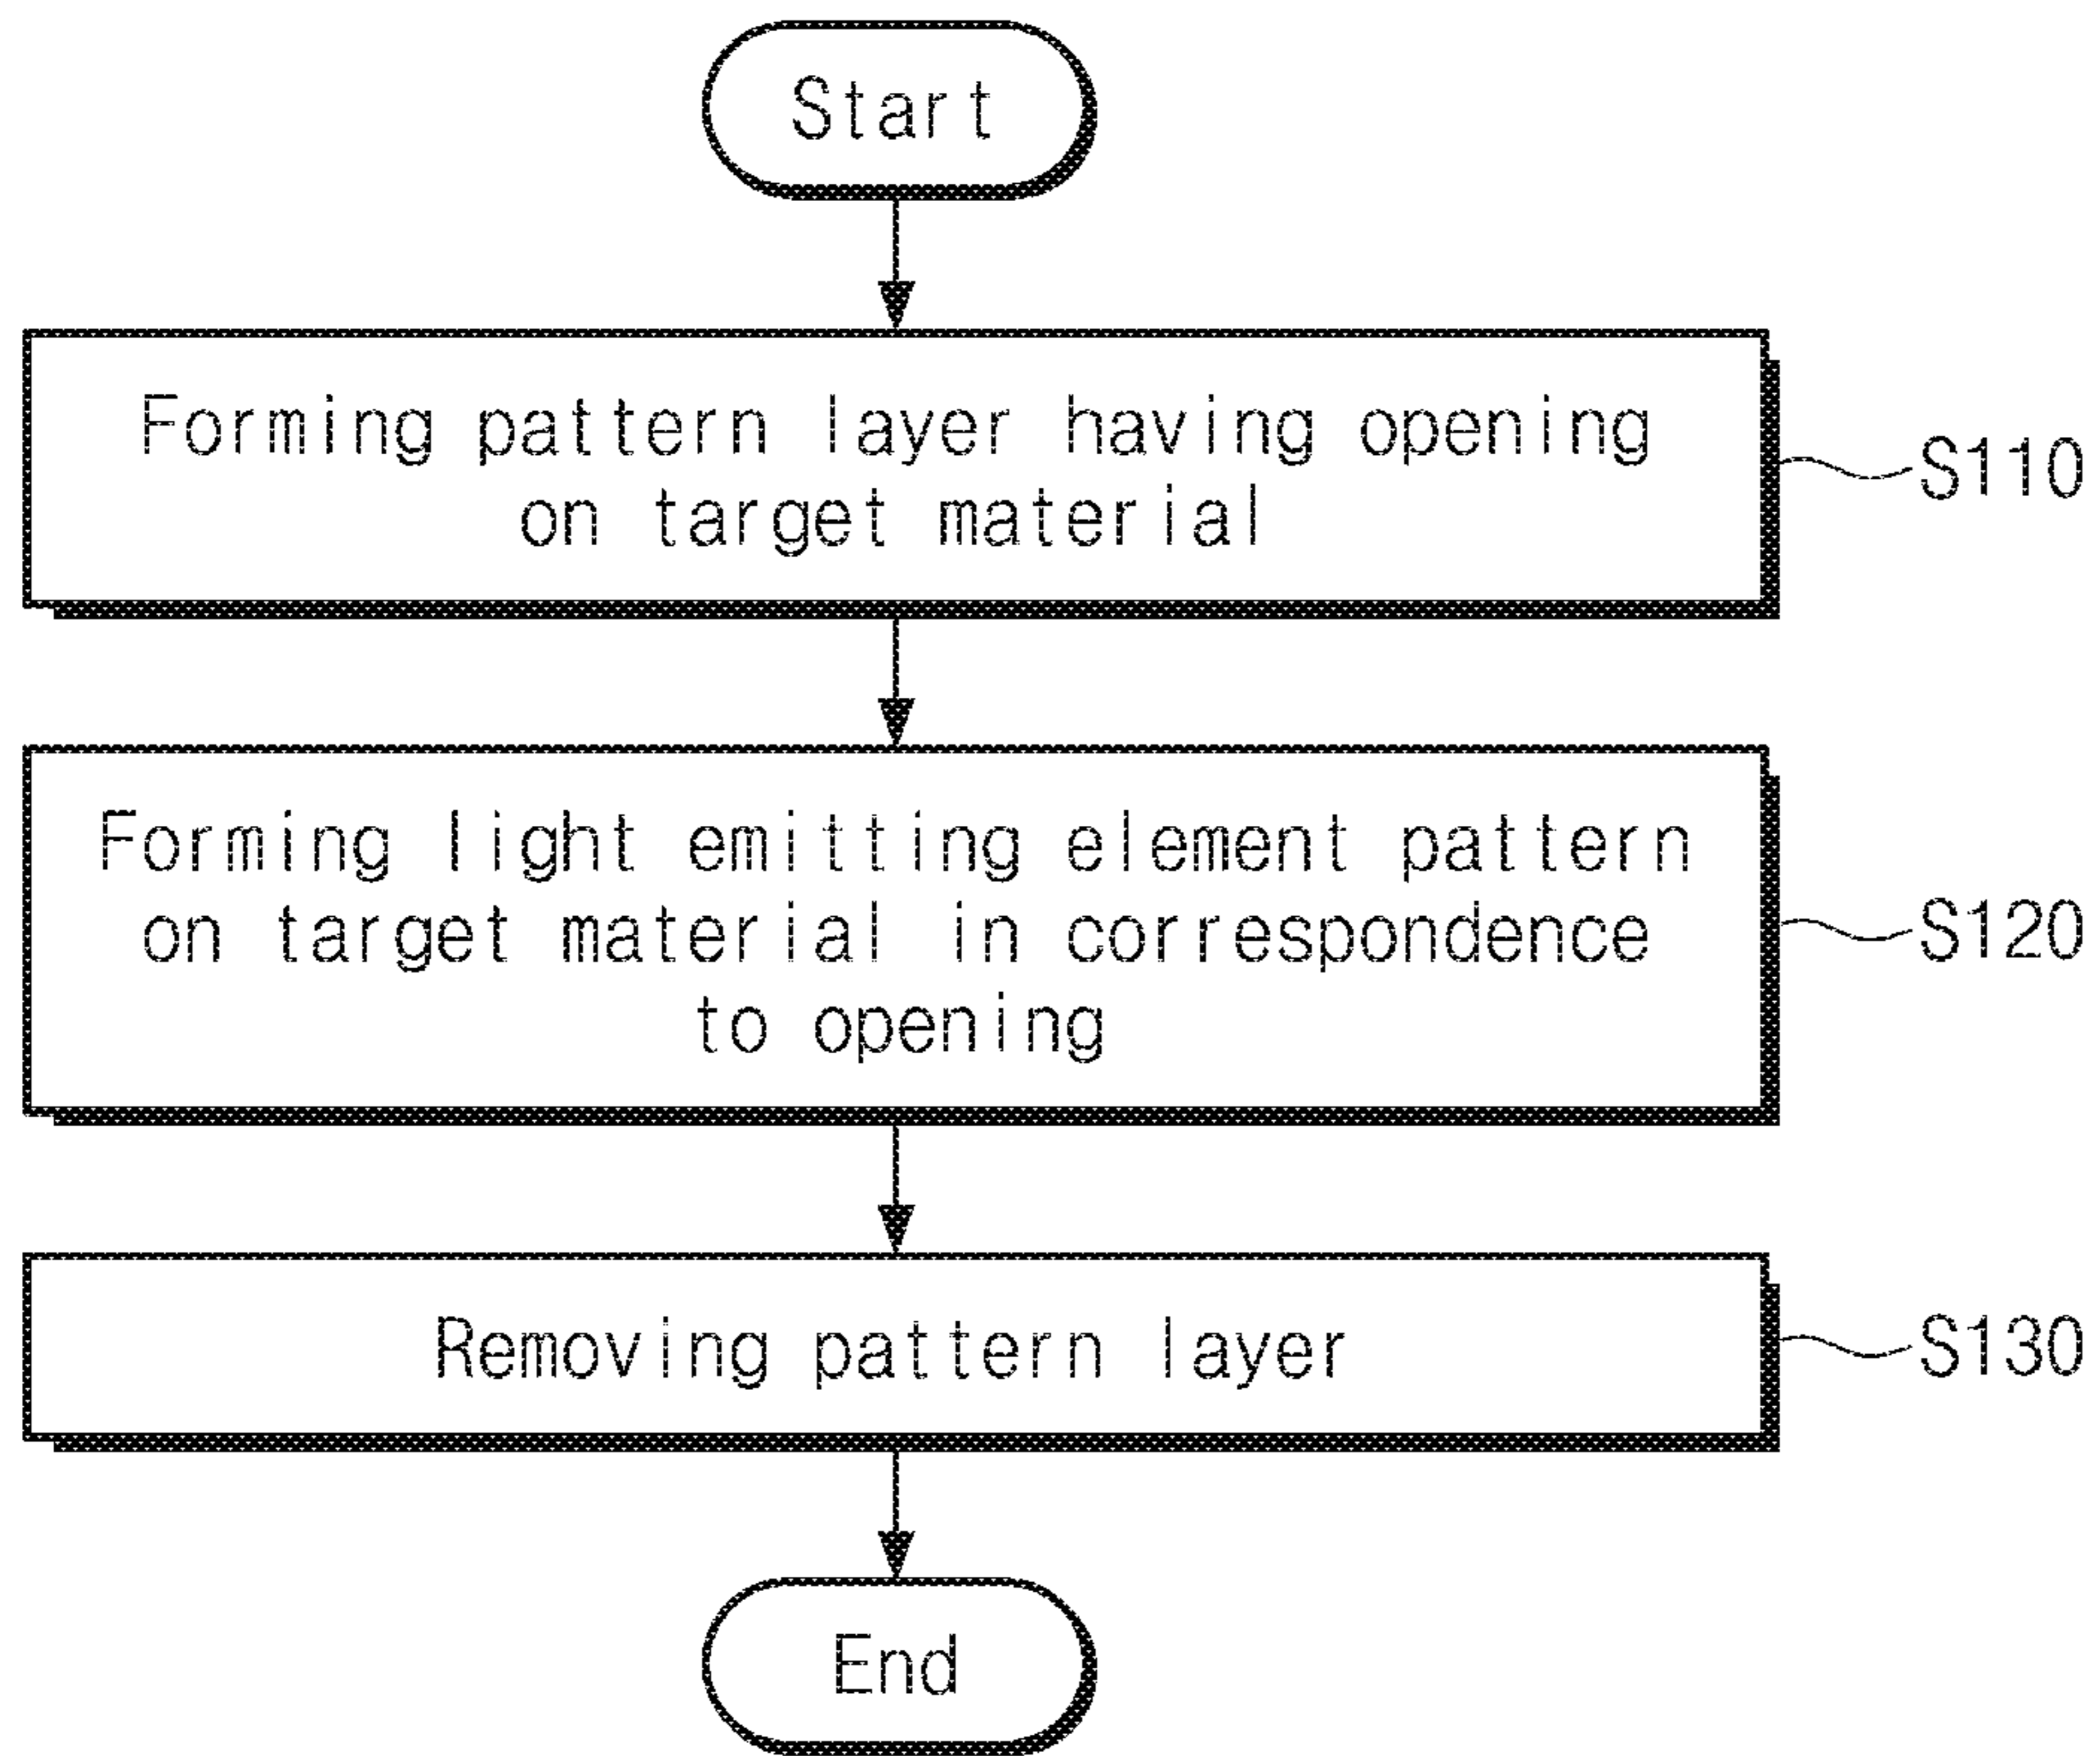 Start
Forming pattern layer having opening
on target material
S110
Forming light emitting element pattern
on target material in correspondence
to opening
S120
Removing pattern layer
S130
End